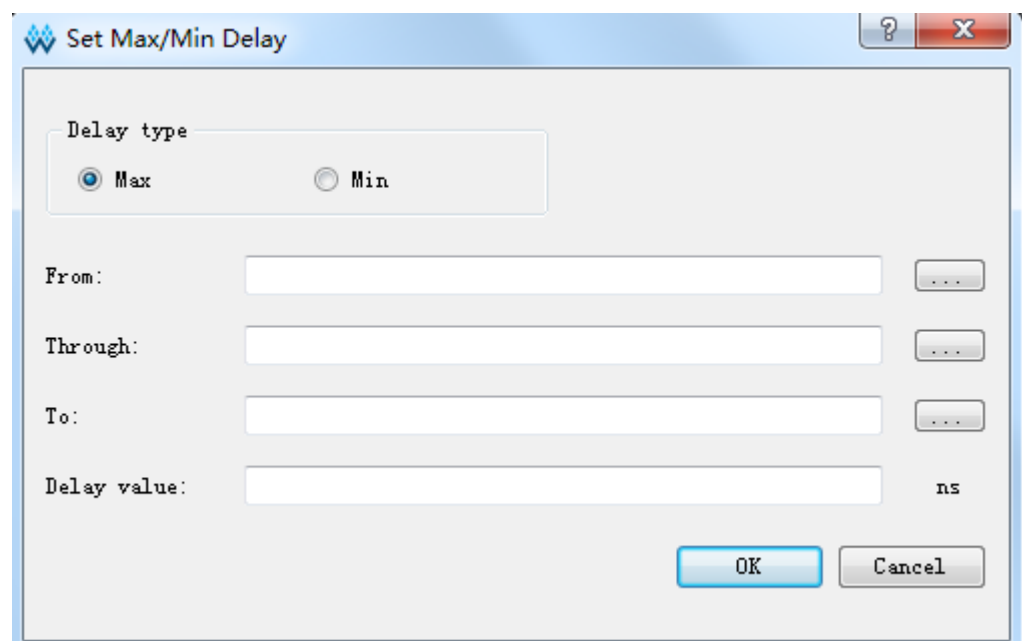 Set Max/Min Delay
?
Delay type
Max Min
From: ...
Through: ...
To: ...
Delay value: ns
OK Cancel